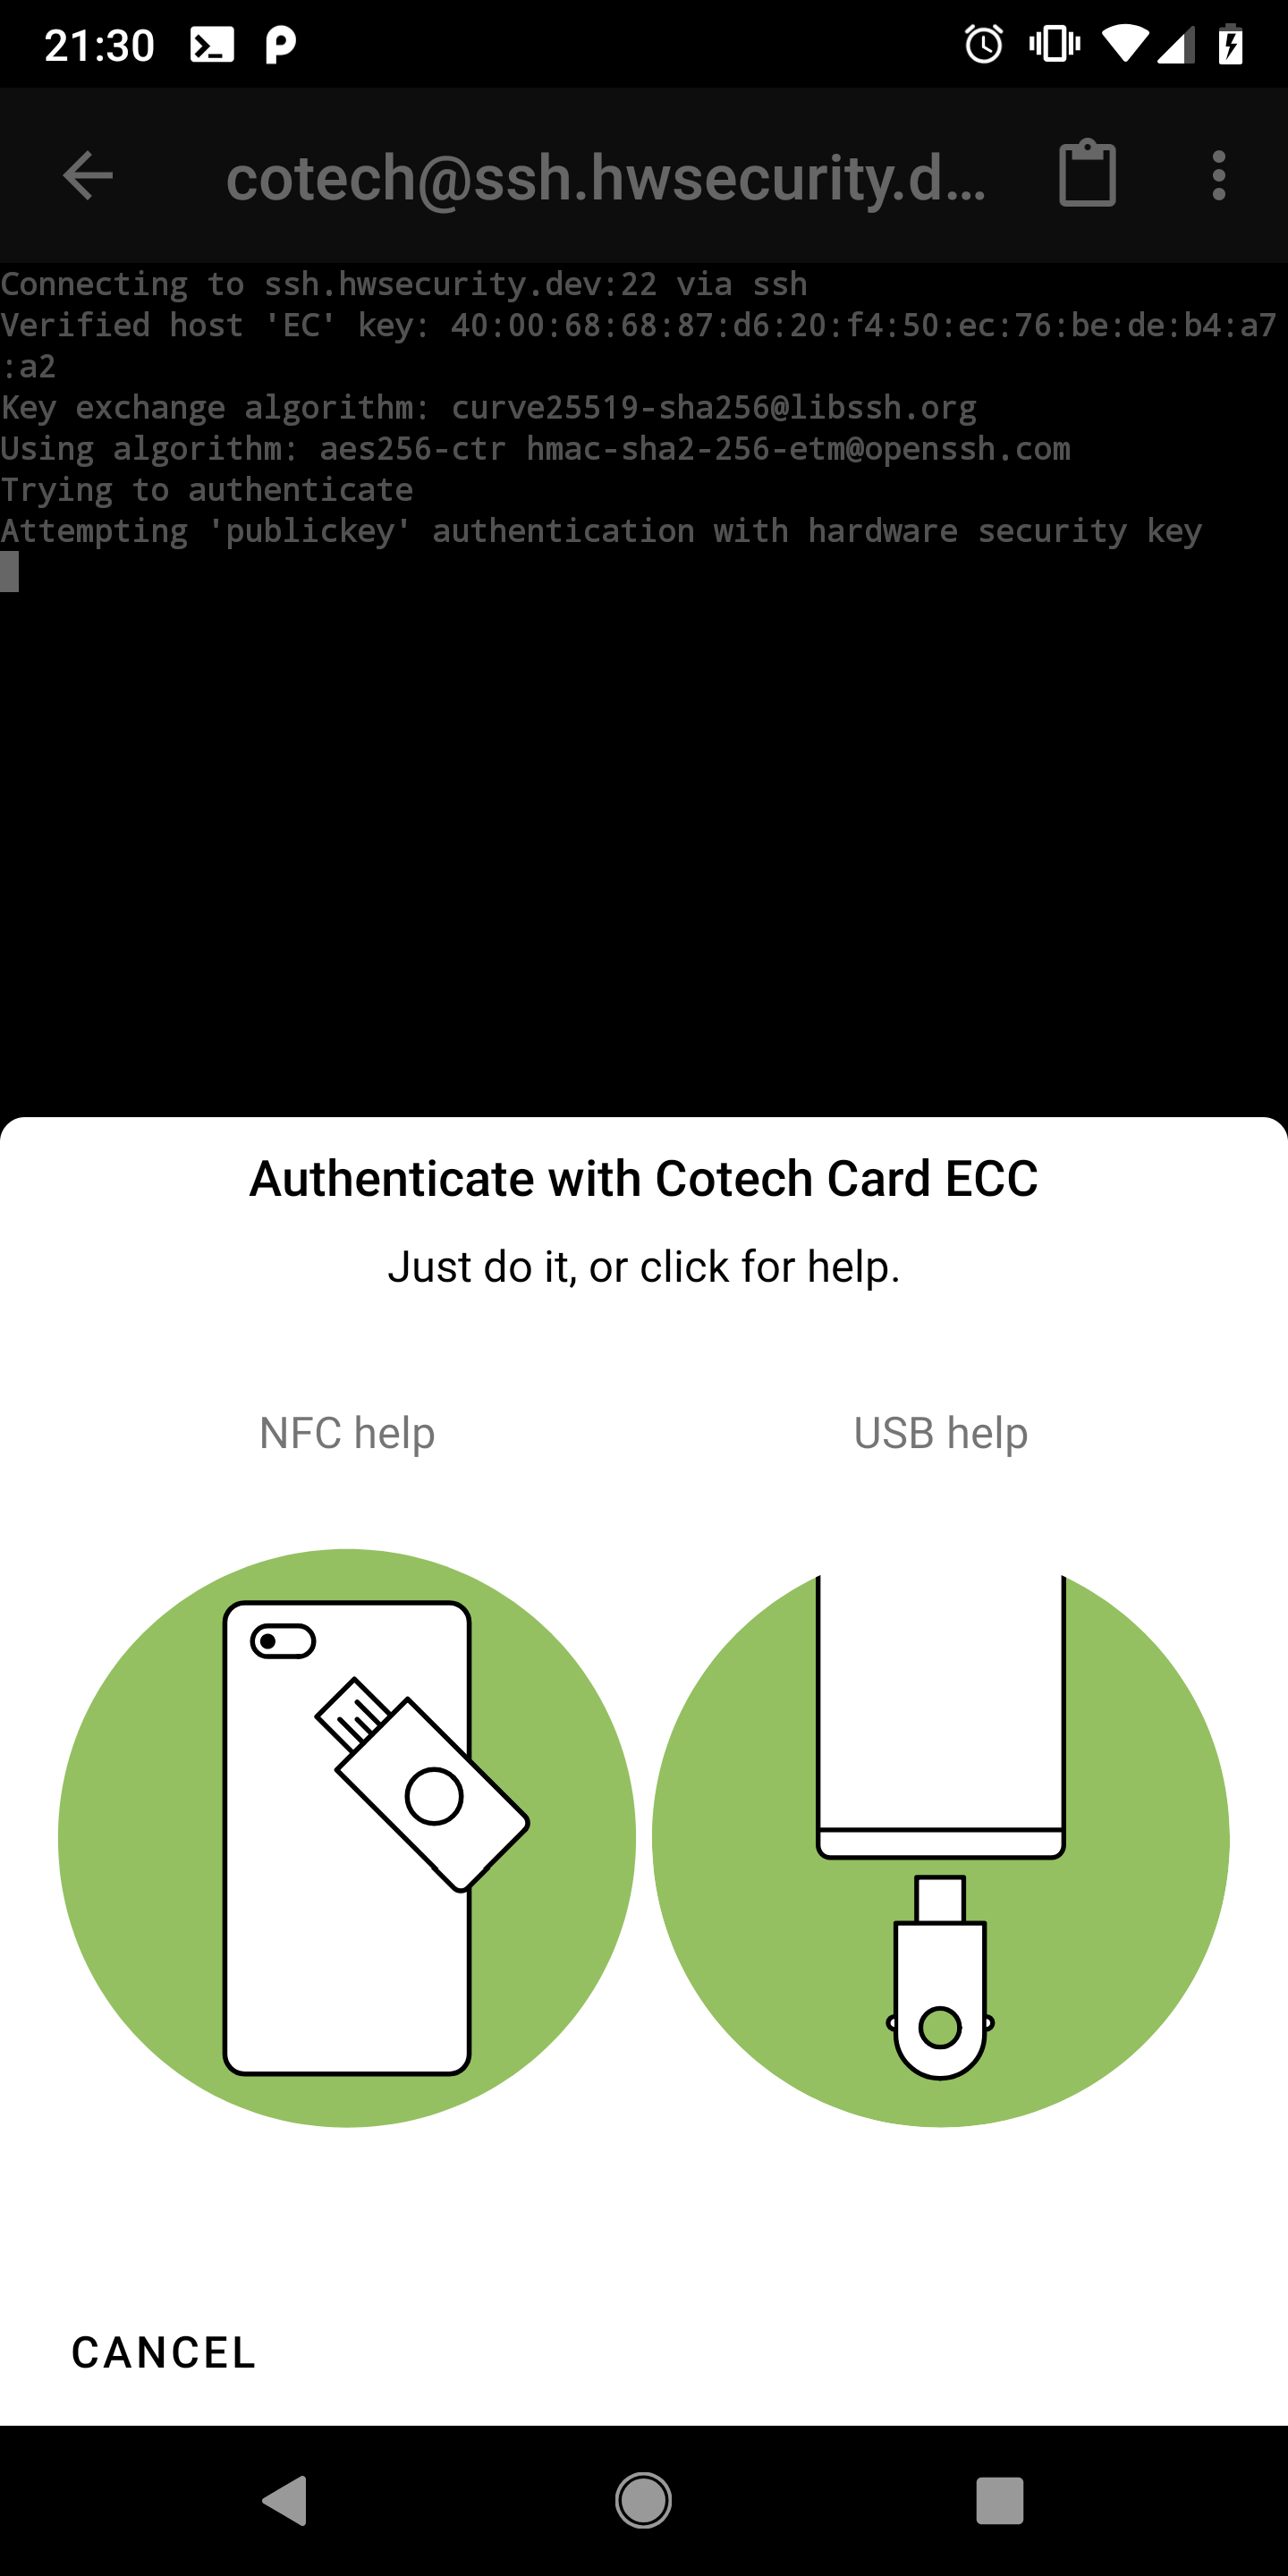 21:30
cotech@ssh.hwsecurity.d...
Connecting to ssh.hwsecurity.dev:22 via ssh
Verified host 'EC' key: 40:00:68:68:87:d6:20:f4:50:ec:76:be:de:b4:a7
:a2
Key exchange algorithm: curve25519-sha256@libssh.org
Using algorithm: aes256-ctr hmac-sha2-256-etm@openssh.com
Trying to authenticate
Attempting 'publickey' authentication with hardware security key
Authenticate with Cotech Card ECC
Just do it, or click for help.
NFC help
USB help
CANCEL